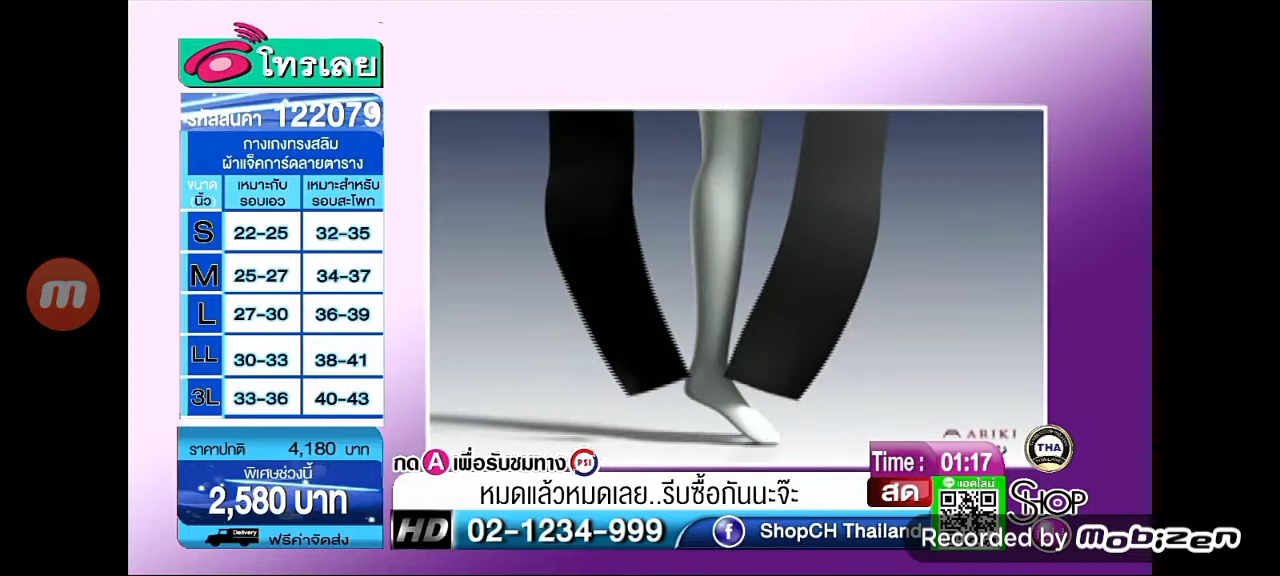 โทรเลย
รหัสสินค้า 122079
กางเกงทรงสลิม
ผ้าแจ็คการ์ดลายตาราง
ขนาด (นิ้ว) เหมาะกับรอบเอว เหมาะสำหรับรอบสะโพก
S 22-25 32-35
M 25-27 34-37
L 27-30 36-39
LL 30-33 38-41
3L 33-36 40-43
ราคาปกติ 4,180 บาท
พิเศษช่วงนี้
2,580 บาท
Delivery ฟรีค่าจัดส่ง
ARIKI
กด A เพื่อรับชมทาง PSI
Time : 01:17
THA
หมดแล้วหมดเลย..รีบซื้อกันนะจ๊ะ
สด
แอดไลน์
SHOP
HD 02-1234-999 f ShopCH Thailand
Recorded by mobizen